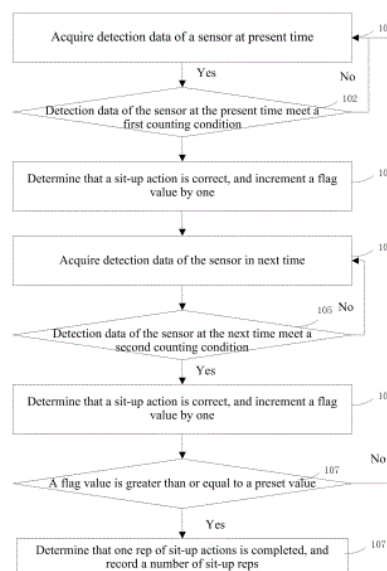 Acquire detection data of a sensor at present time
Yes
No
102
Detection data of the sensor at the present time meet a
first counting condition
Determine that a sit-up action is correct, and increment a flag
value by one
Acquire detection data of the sensor in next time
105
No
Detection data of the sensor at the next time meet a
second counting condition
Yes
Determine that a sit-up action is correct, and increment a flag
value by one
107
No
A flag value is greater than or equal to a preset value
Yes
107
Determine that one rep of sit-up actions is completed, and
record a number of sit-up reps